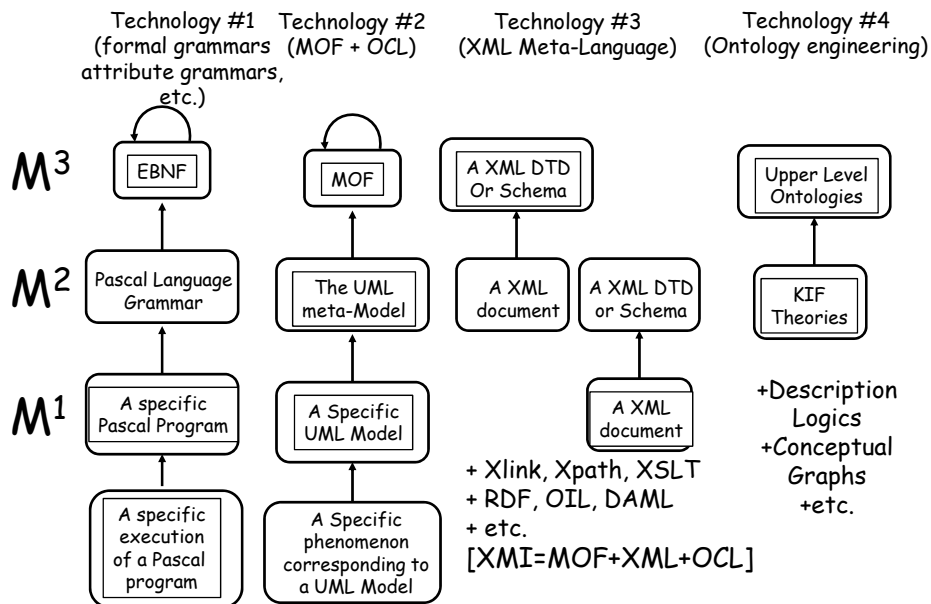 Technology #1
(formal grammars
attribute grammars,
etc.)
Technology #2
(MOF + OCL)
Technology #3
(XML Meta-Language)
Technology #4
(Ontology engineering)
M3
EBNF
MOF
A XML DTD
Or Schema
Upper Level
Ontologies
M2
Pascal Language
Grammar
The UML
meta-Model
A XML
document
A XML DTD
or Schema
KIF
Theories
M1
A specific
Pascal Program
A Specific
UML Model
A XML
document
+Description
Logics
+Conceptual
Graphs
+etc.
+ Xlink, Xpath, XSLT
+ RDF, OIL, DAML
+ etc.
[XMI=MOF+XML+OCL]
A specific
execution
of a Pascal
program
A Specific
phenomenon
corresponding to
a UML Model